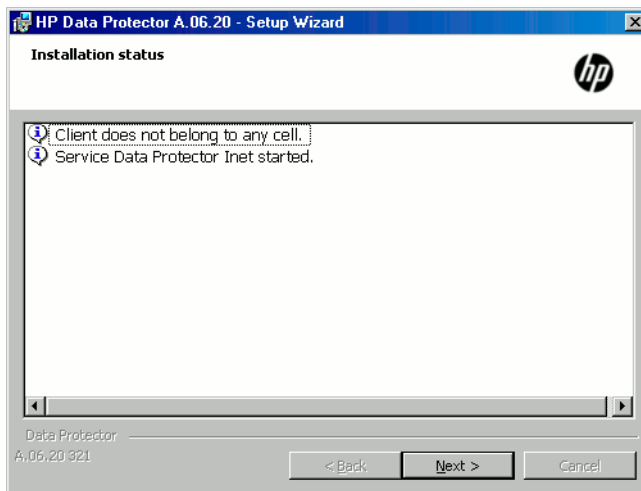 HP Data Protector A.06.20 - Setup Wizard
Installation status
hp
Client does not belong to any cell.
Service Data Protector Inet started.
Data Protector
A.06.20 321
< Back
Next >
Cancel